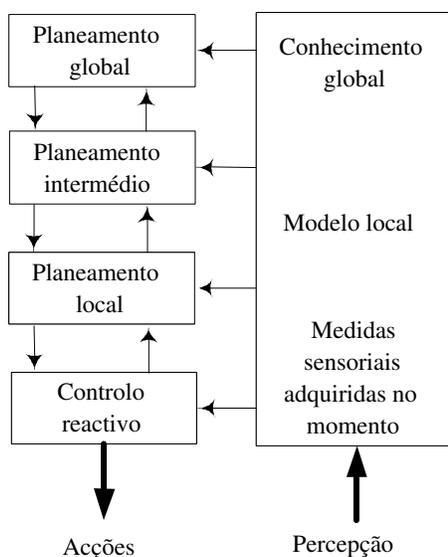 Planeamento
global
Planeamento
intermédio
Planeamento
local
Controlo
reactivo
Acções
Conhecimento
global
Modelo local
Medidas
sensoriais
adquiridas no
momento
Percepção